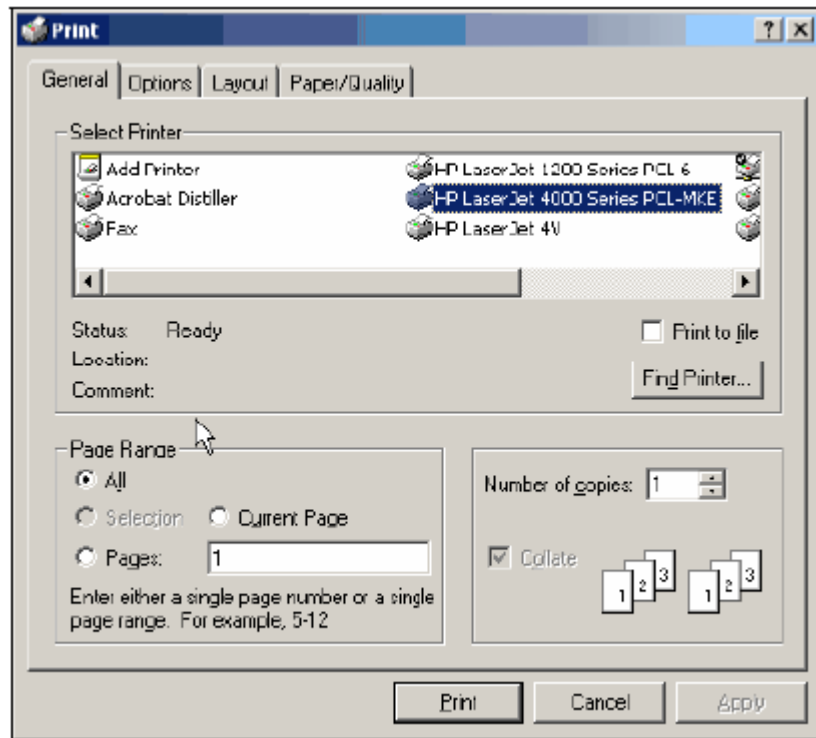 Print
General Options Layout Paper/Quality
Select Printer
Add Printer
Acrobat Distiller
Fax
HP LaserJet 1200 Series PCL 6
HP LaserJet 4000 Series PCL-MKE
HP LaserJet 4V
Status: Ready
Location:
Comment:
Print to file
Find Printer...
Page Range
All
Selection Current Page
Pages: 1
Enter either a single page number or a single
page range. For example, 5-12
Number of copies: 1
Collate
1 2 3 1 2 3
Print Cancel Apply